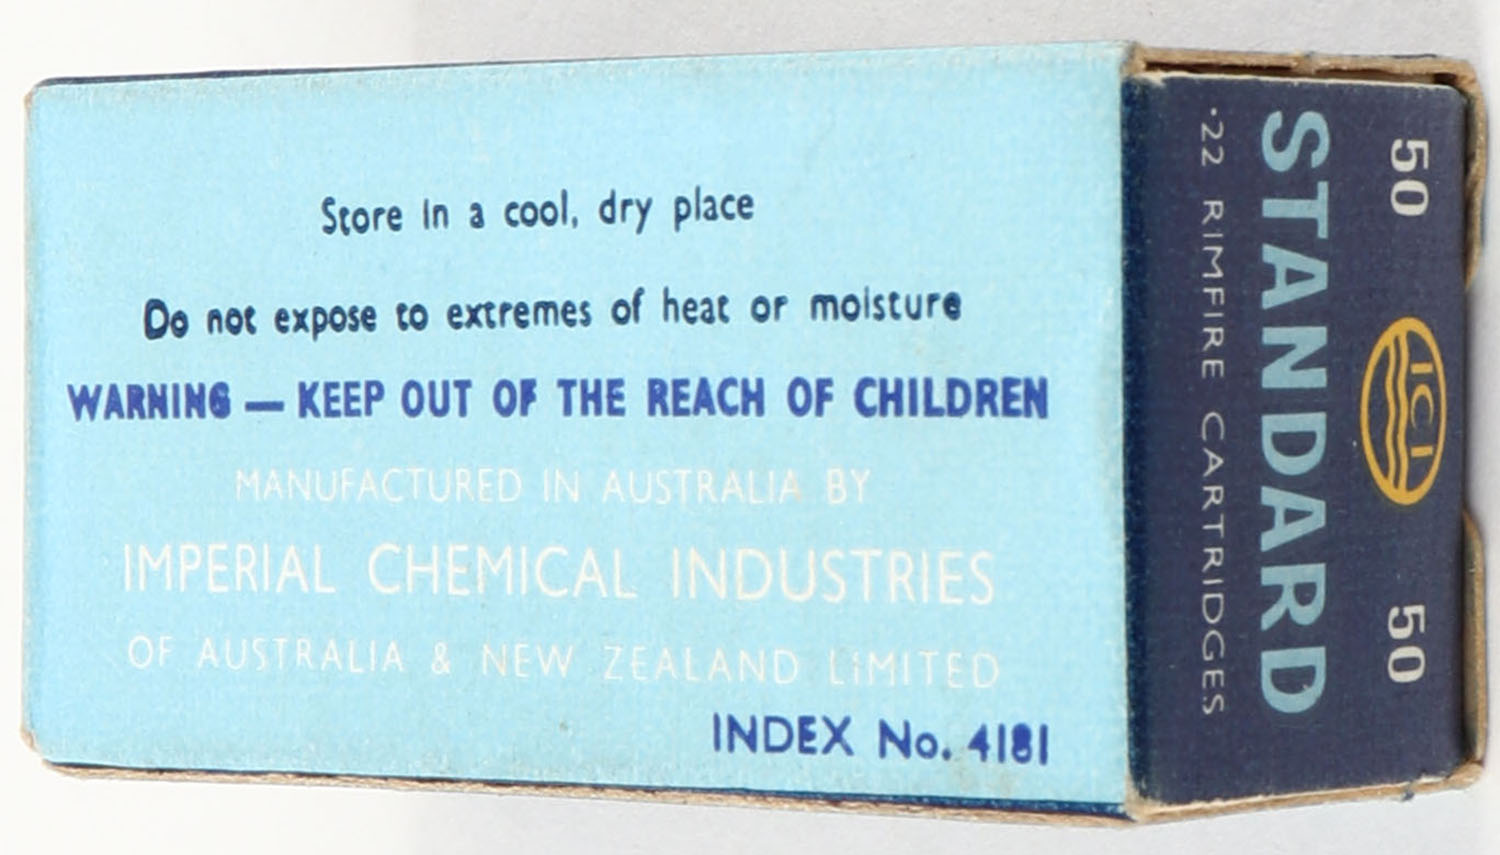 Store in a cool, dry place
Do not expose to extremes of heat or moisture
WARNING — KEEP OUT OF THE REACH OF CHILDREN
MANUFACTURED IN AUSTRALIA BY
IMPERIAL CHEMICAL INDUSTRIES
OF AUSTRALIA & NEW ZEALAND LIMITED
INDEX No. 4181
50 ICI 50
STANDARD
·22 RIMFIRE CARTRIDGES